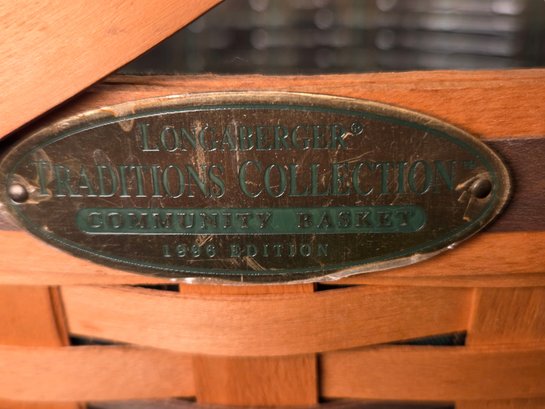 LONGABERGER®
TRADITIONS COLLECTION™
COMMUNITY BASKET
1996 EDITION